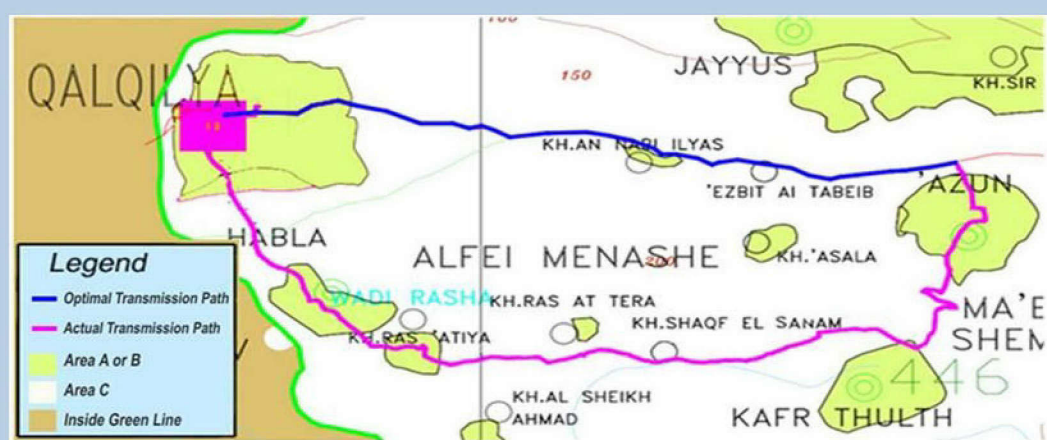 150
JAYYUS
KH.SIR
QALQILYA
KH.AN NABI ILYAS
'EZBIT AI TABEIB
'AZUN
HABLA
ALFEI MENASHE
200
KH.'ASALA
WADI RASHA
KH.RAS AT TERA
KH.SHAQF EL SANAM
MA'E
SHEM
KH.RAS 'ATIYA
446
KH.AL SHEIKH
AHMAD
KAFR THULTH
Legend
Optimal Transmission Path
Actual Transmission Path
Area A or B
Area C
Inside Green Line